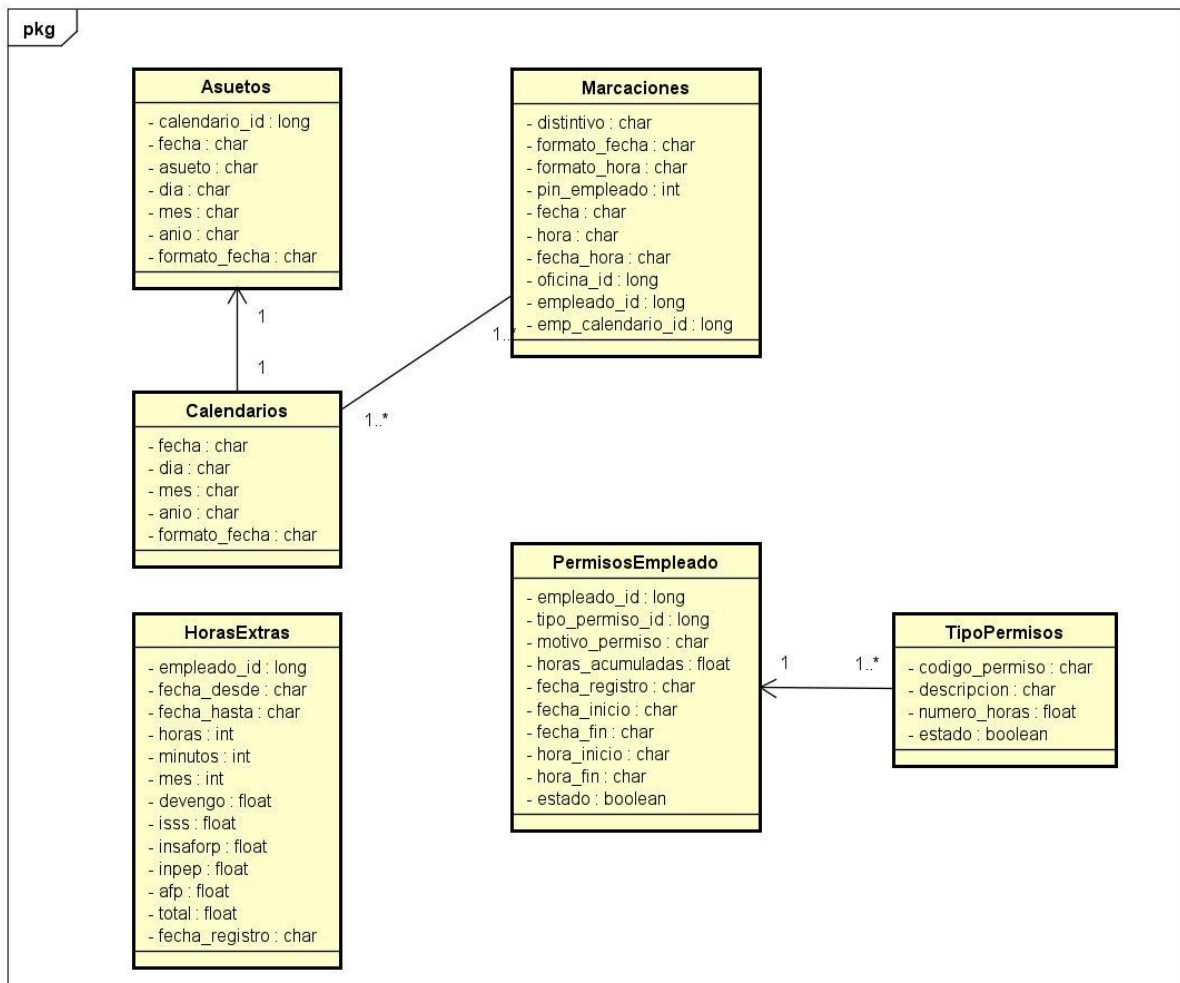 pkg
Asuetos
- calendario_id : long
- fecha : char
- asueto : char
- dia : char
- mes : char
- anio : char
- formato_fecha : char
Marcaciones
- distintivo : char
- formato_fecha : char
- formato_hora : char
- pin_empleado : int
- fecha : char
- hora : char
- fecha_hora : char
- oficina_id : long
- empleado_id : long
- emp_calendario_id : long
1
1
1..*
1..*
Calendarios
- fecha : char
- dia : char
- mes : char
- anio : char
- formato_fecha : char
PermisosEmpleado
- empleado_id : long
- tipo_permiso_id : long
- motivo_permiso : char
- horas_acumuladas : float
- fecha_registro : char
- fecha_inicio : char
- fecha_fin : char
- hora_inicio : char
- hora_fin : char
- estado : boolean
1
1..*
TipoPermisos
- codigo_permiso : char
- descripcion : char
- numero_horas : float
- estado : boolean
HorasExtras
- empleado_id : long
- fecha_desde : char
- fecha_hasta : char
- horas : int
- minutos : int
- mes : int
- devengo : float
- isss : float
- insaforp : float
- inpep : float
- afp : float
- total : float
- fecha_registro : char